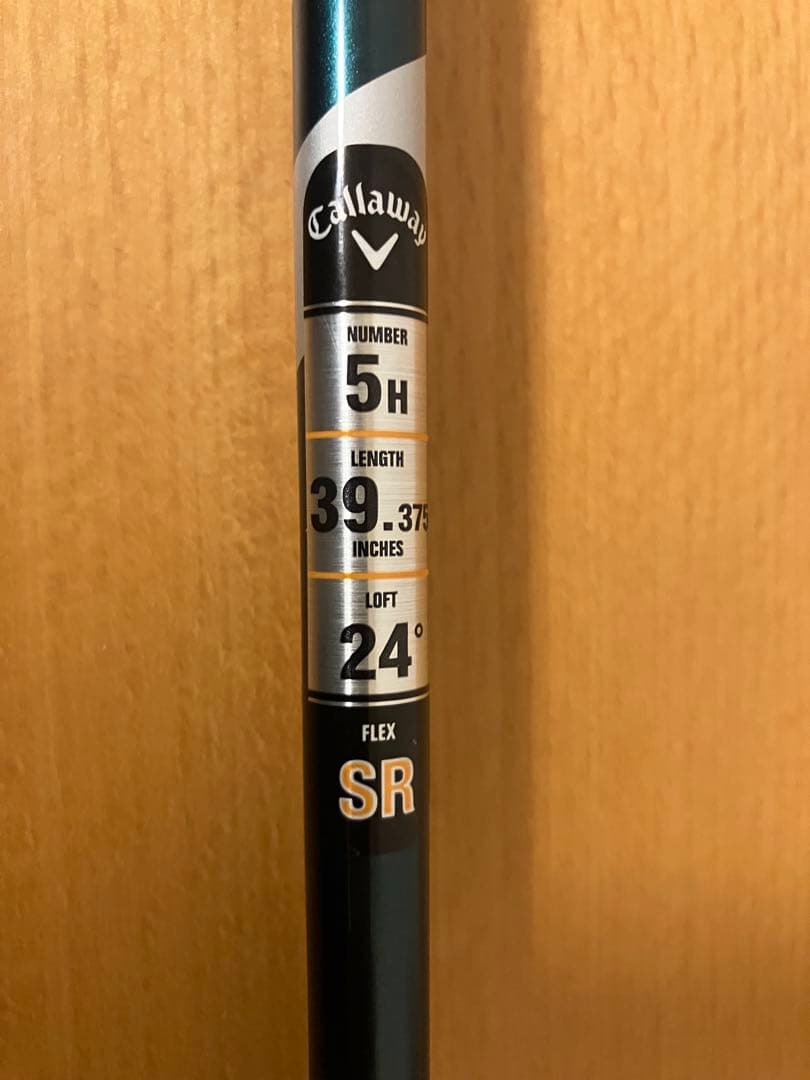 Callaway
NUMBER
5H
LENGTH
39.375
INCHES
LOFT
24°
FLEX
SR